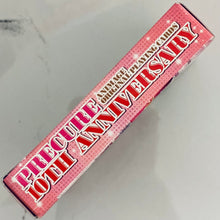 PRECURE
ANIMAGE
ORIGINAL PLAYING CARDS
10TH ANNIVERSARY